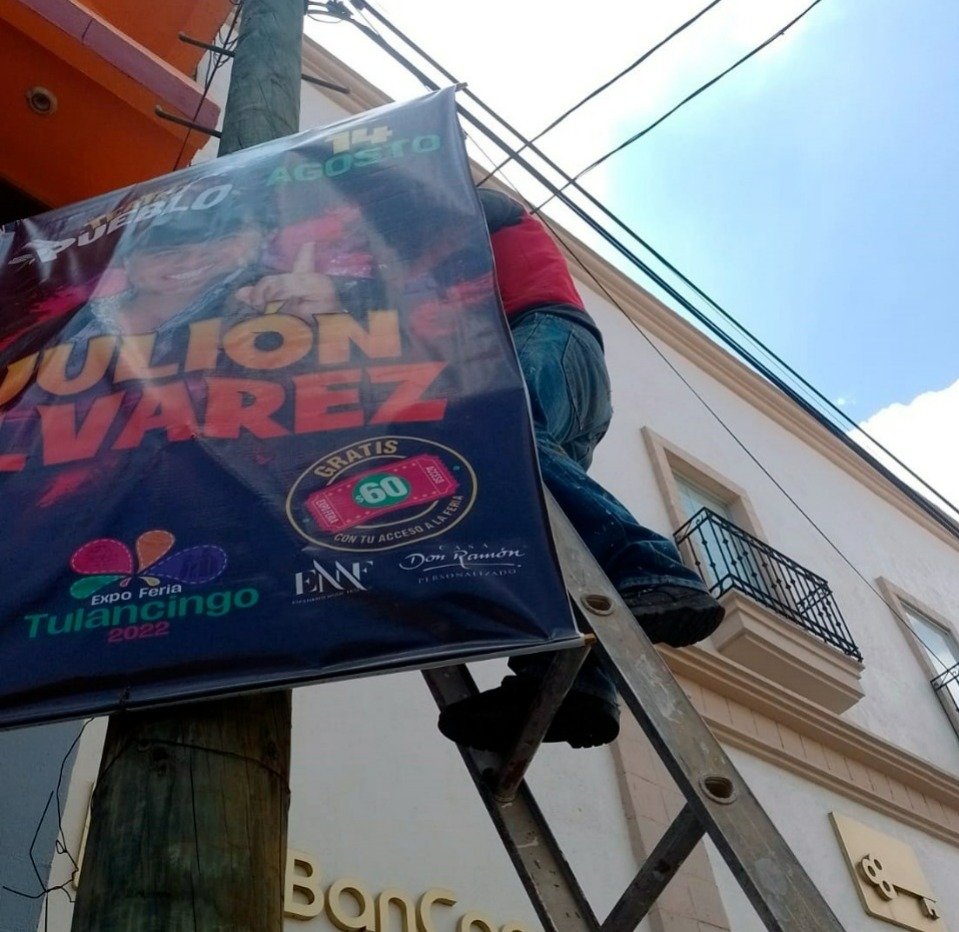 14
AGOSTO
TEATRO
PUEBLO
JULIÓN
LVAREZ
GRATIS
$60
ACCESO
CON TU ACCESO A LA FERIA
Expo Feria
Tulancingo
2022
CASA
Don Ramón
PERSONALIZADO
BanCo